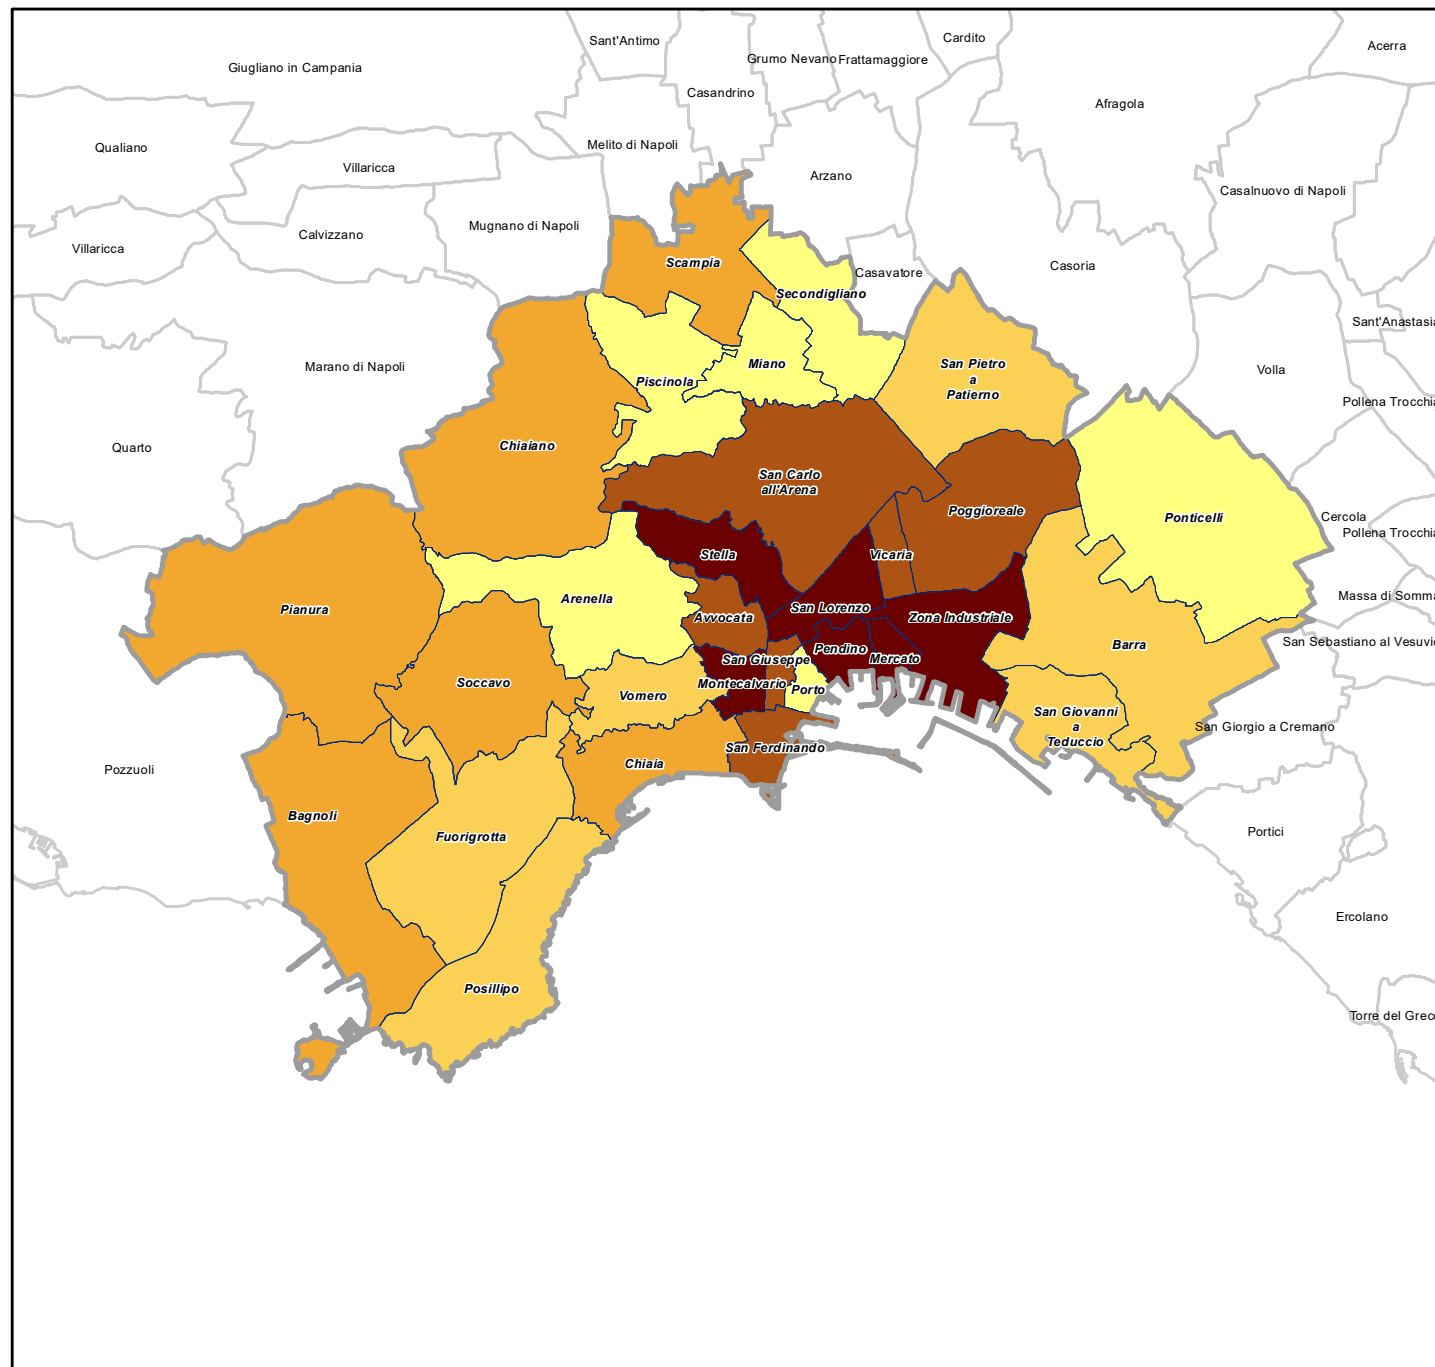 Sant'Antimo
Cardito
Acerra
Grumo Nevano
Frattamaggiore
Giugliano in Campania
Casandrino
Afragola
Qualiano
Melito di Napoli
Villaricca
Arzano
Casalnuovo di Napoli
Mugnano di Napoli
Calvizzano
Villaricca
Scampia
Casavatore
Casoria
Secondigliano
Sant'Anastasia
Marano di Napoli
Miano
San Pietro
a
Patierno
Volla
Piscinola
Pollena Trocchia
Quarto
Chiaiano
San Carlo
all'Arena
Poggioreale
Ponticelli
Cercola
Pollena Trocchia
Stella
Vicaria
Massa di Somma
Pianura
Arenella
San Lorenzo
Avvocata
Zona Industriale
San Sebastiano al Vesuvio
Barra
Pendino
Mercato
San Giuseppe
Soccavo
Montecalvario
Porto
Vomero
San Giovanni
a
Teduccio
San Giorgio a Cremano
San Ferdinando
Chiaia
Pozzuoli
Bagnoli
Fuorigrotta
Portici
Ercolano
Posillipo
Torre del Greco